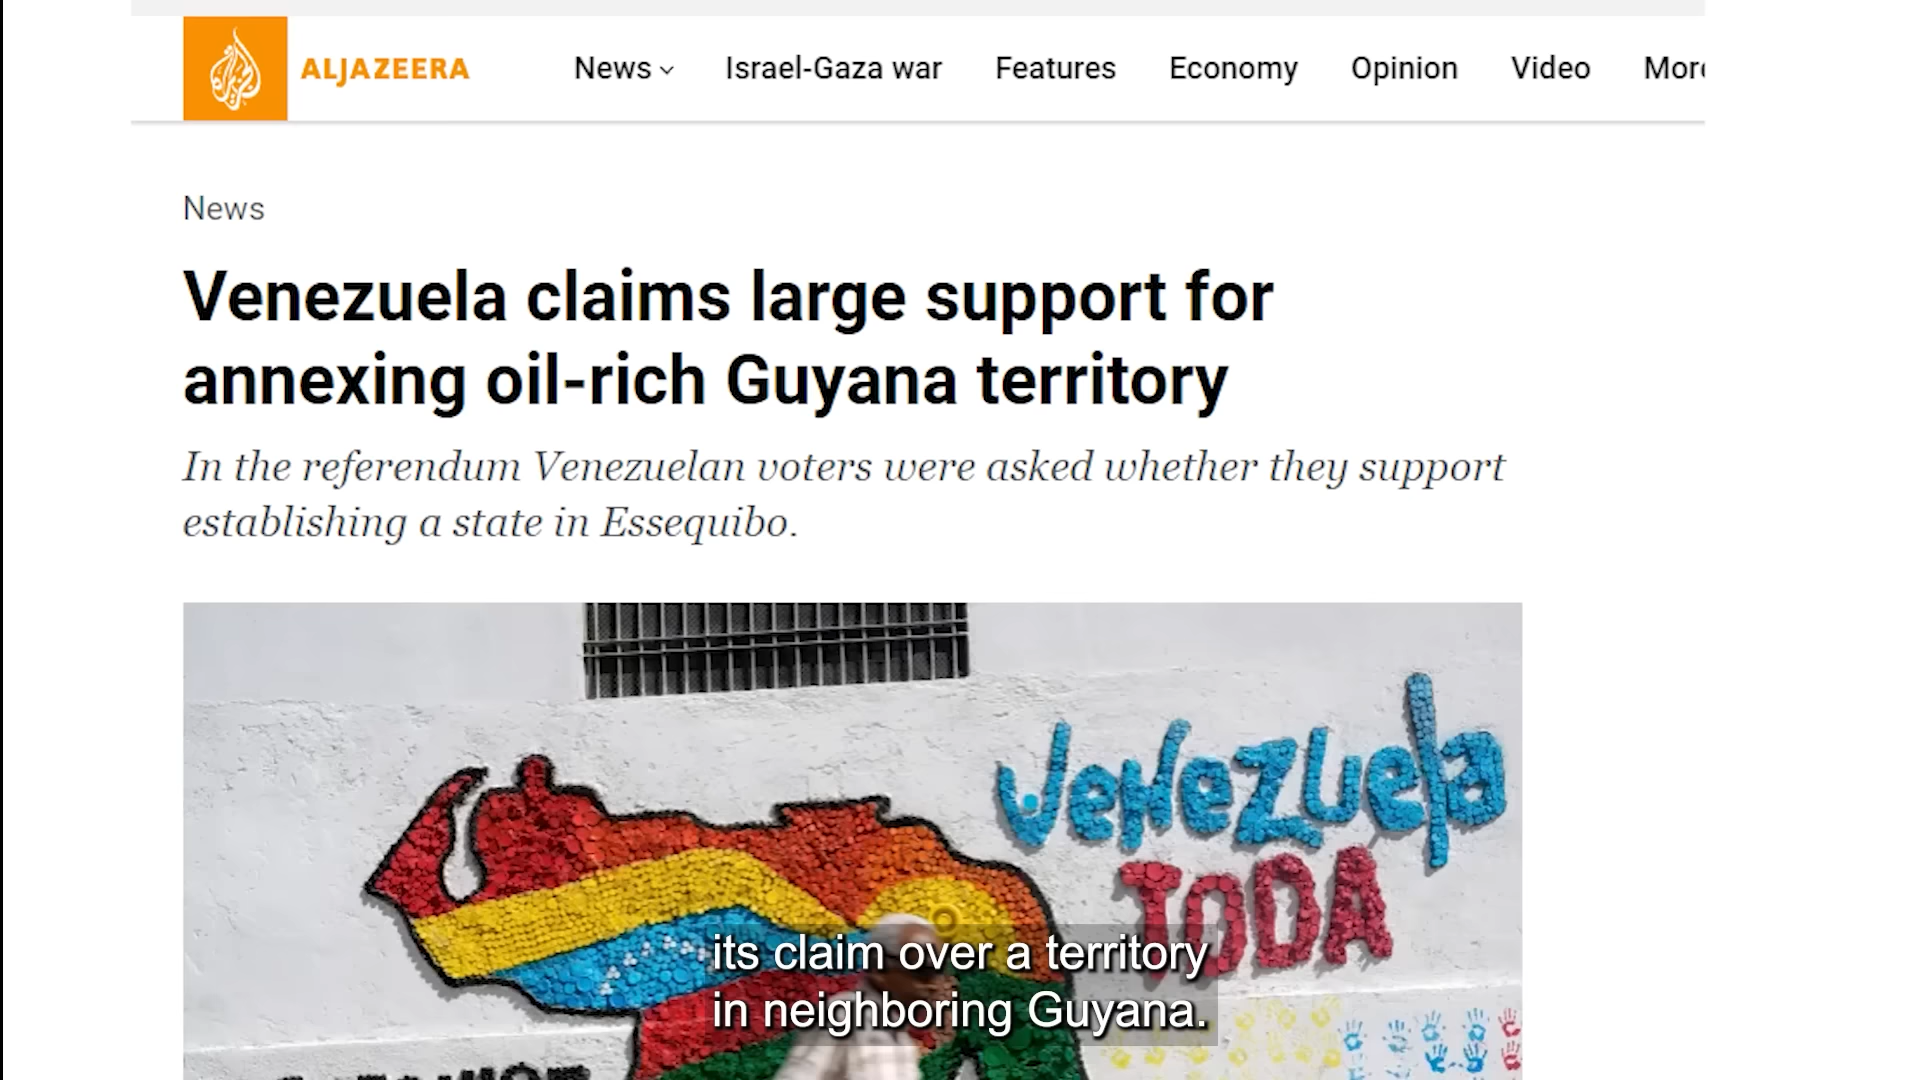 ALJAZEERA
News Israel-Gaza war Features Economy Opinion Video
News
Venezuela claims large support for
annexing oil-rich Guyana territory
In the referendum Venezuelan voters were asked whether they support
establishing a state in Essequibo.
Venezuela
TODA
its claim over a territory
in neighboring Guyana.